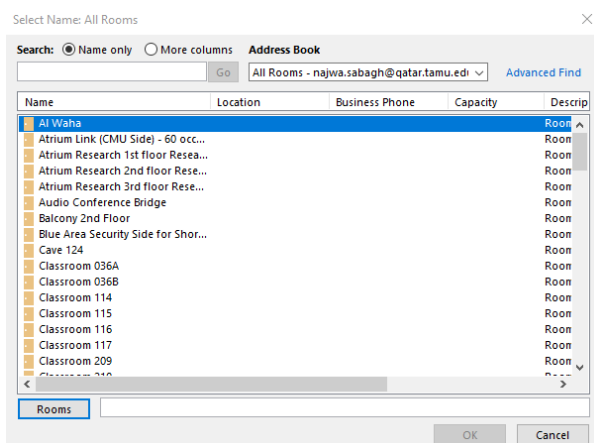 Select Name: All Rooms
Search: Name only More columns Address Book
Go All Rooms - najwa.sabagh@qatar.tamu.edu Advanced Find
Name Location Business Phone Capacity Descrip
Al Waha Room
Atrium Link (CMU Side) - 60 occ... Room
Atrium Research 1st floor Resea... Room
Atrium Research 2nd floor Rese... Room
Atrium Research 3rd floor Rese... Room
Audio Conference Bridge Room
Balcony 2nd Floor Room
Blue Area Security Side for Shor... Room
Cave 124 Room
Classroom 036A Room
Classroom 036B Room
Classroom 114 Room
Classroom 115 Room
Classroom 116 Room
Classroom 117 Room
Classroom 209 Room
Rooms
OK Cancel